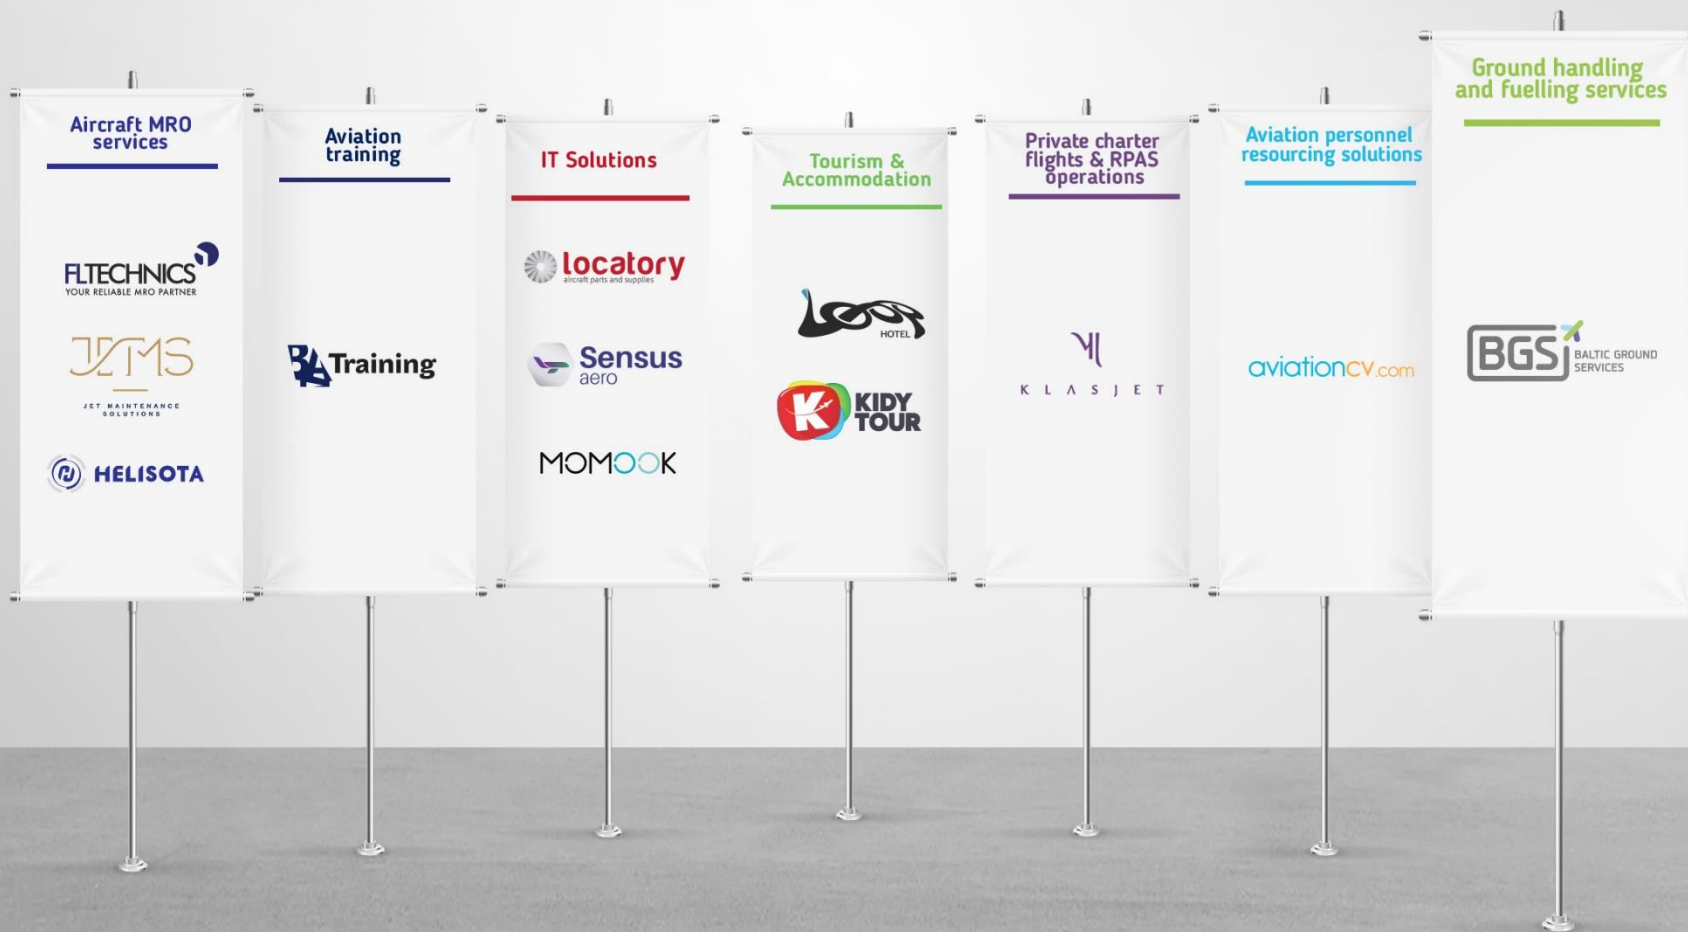 Aircraft MRO
services
FLTECHNICS
YOUR RELIABLE MRO PARTNER
JETMS
JET MAINTENANCE
SOLUTIONS
HELISOTA
Aviation
training
BAA Training
IT Solutions
locatory
aircraft parts and supplies
Sensus
aero
MOMOOK
Tourism &
Accommodation
LOOP
HOTEL
K KIDY
TOUR
Private charter
flights & RPAS
operations
KLASJET
Aviation personnel
resourcing solutions
aviationcv.com
Ground handling
and fuelling services
BGS
BALTIC GROUND
SERVICES